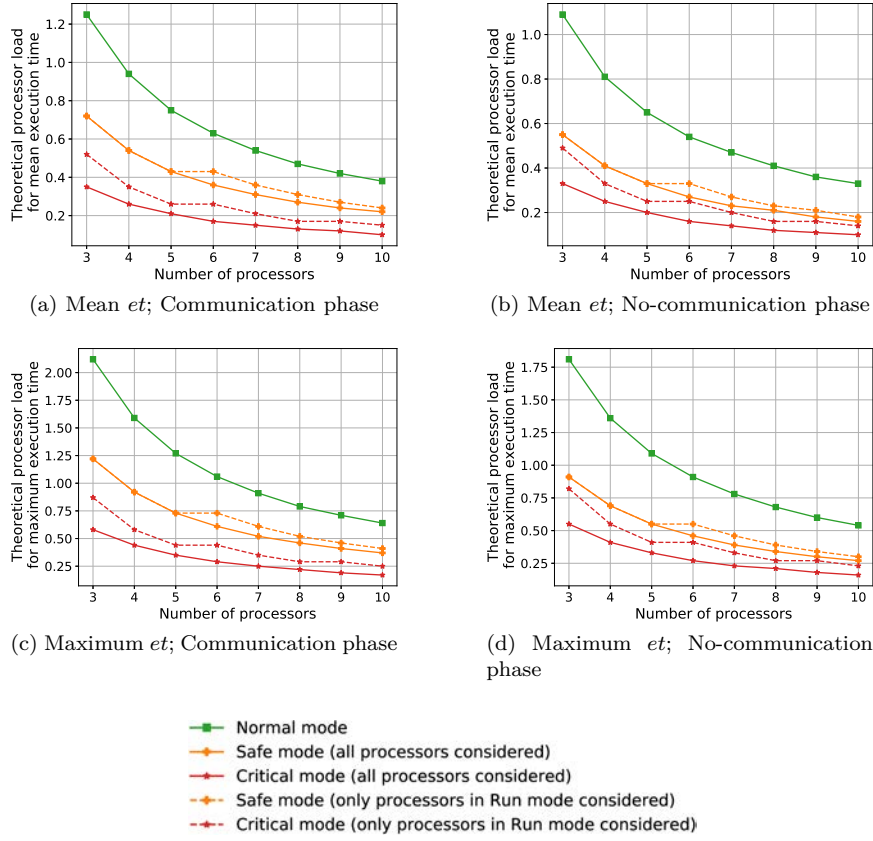 Theoretical processor load
for mean execution time
1.2
1.0
0.8
0.6
0.4
0.2
3 4 5 6 7 8 9 10
Number of processors
(a) Mean et; Communication phase
Theoretical processor load
for mean execution time
1.0
0.8
0.6
0.4
0.2
3 4 5 6 7 8 9 10
Number of processors
(b) Mean et; No-communication phase
Theoretical processor load
for maximum execution time
2.00
1.75
1.50
1.25
1.00
0.75
0.50
0.25
3 4 5 6 7 8 9 10
Number of processors
(c) Maximum et; Communication phase
Theoretical processor load
for maximum execution time
1.75
1.50
1.25
1.00
0.75
0.50
0.25
3 4 5 6 7 8 9 10
Number of processors
(d) Maximum et; No-communication
phase
Normal mode
Safe mode (all processors considered)
Critical mode (all processors considered)
Safe mode (only processors in Run mode considered)
Critical mode (only processors in Run mode considered)